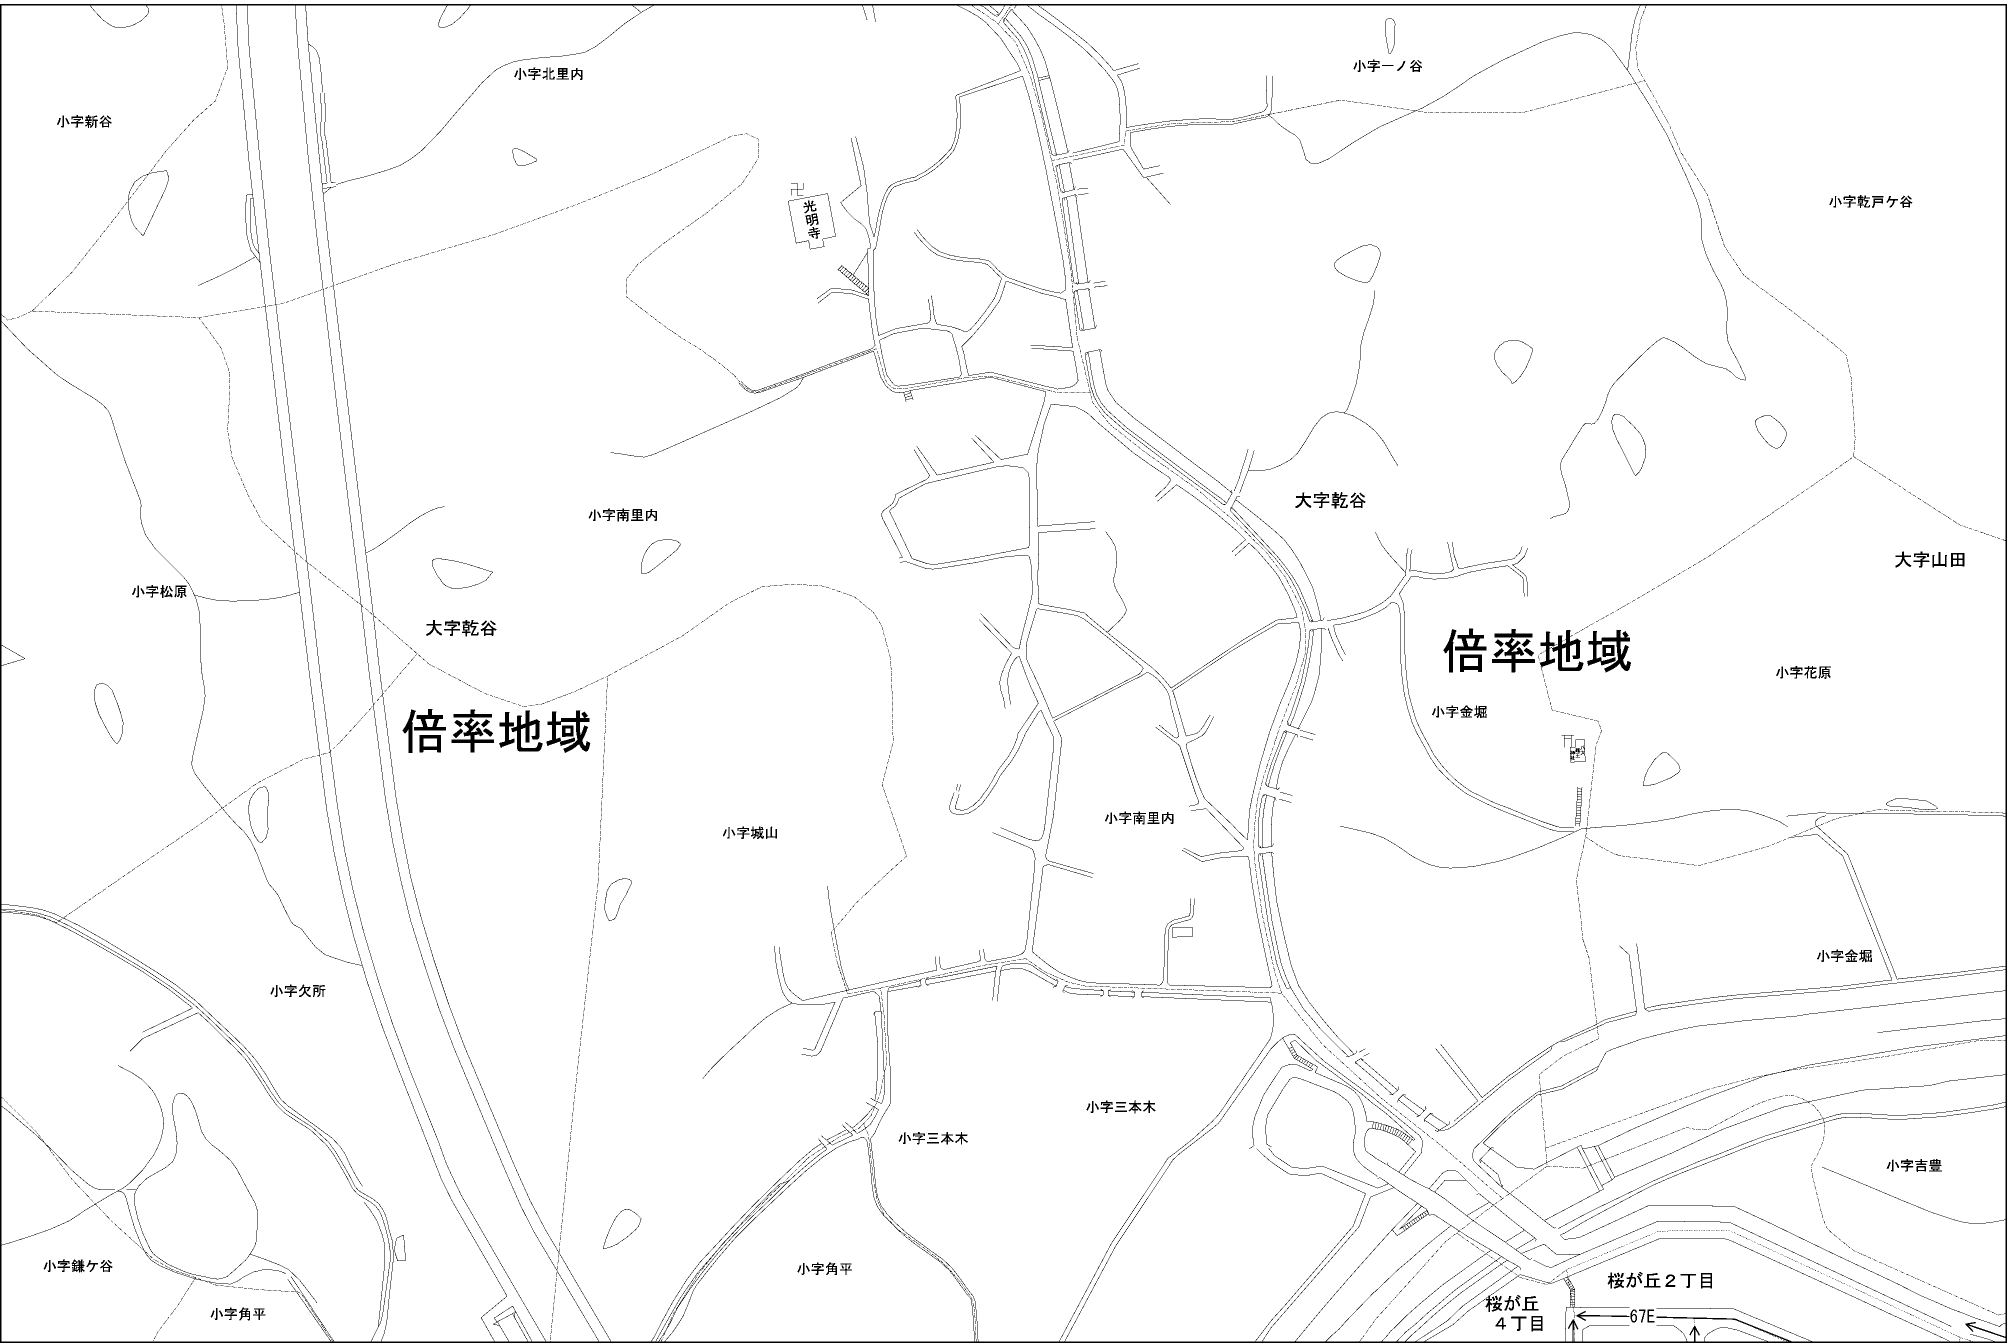 小字一ノ谷
小字北里内
小字新谷
小字乾戸ケ谷
光明寺
大字乾谷
小字南里内
大字山田
小字松原
大字乾谷
倍率地域
小字花原
小字金堀
倍率地域
小字南里内
小字城山
小字金堀
小字欠所
小字三本木
小字三本木
小字吉豊
小字鎌ケ谷
小字角平
桜が丘２丁目
桜が丘
４丁目
小字角平
67E